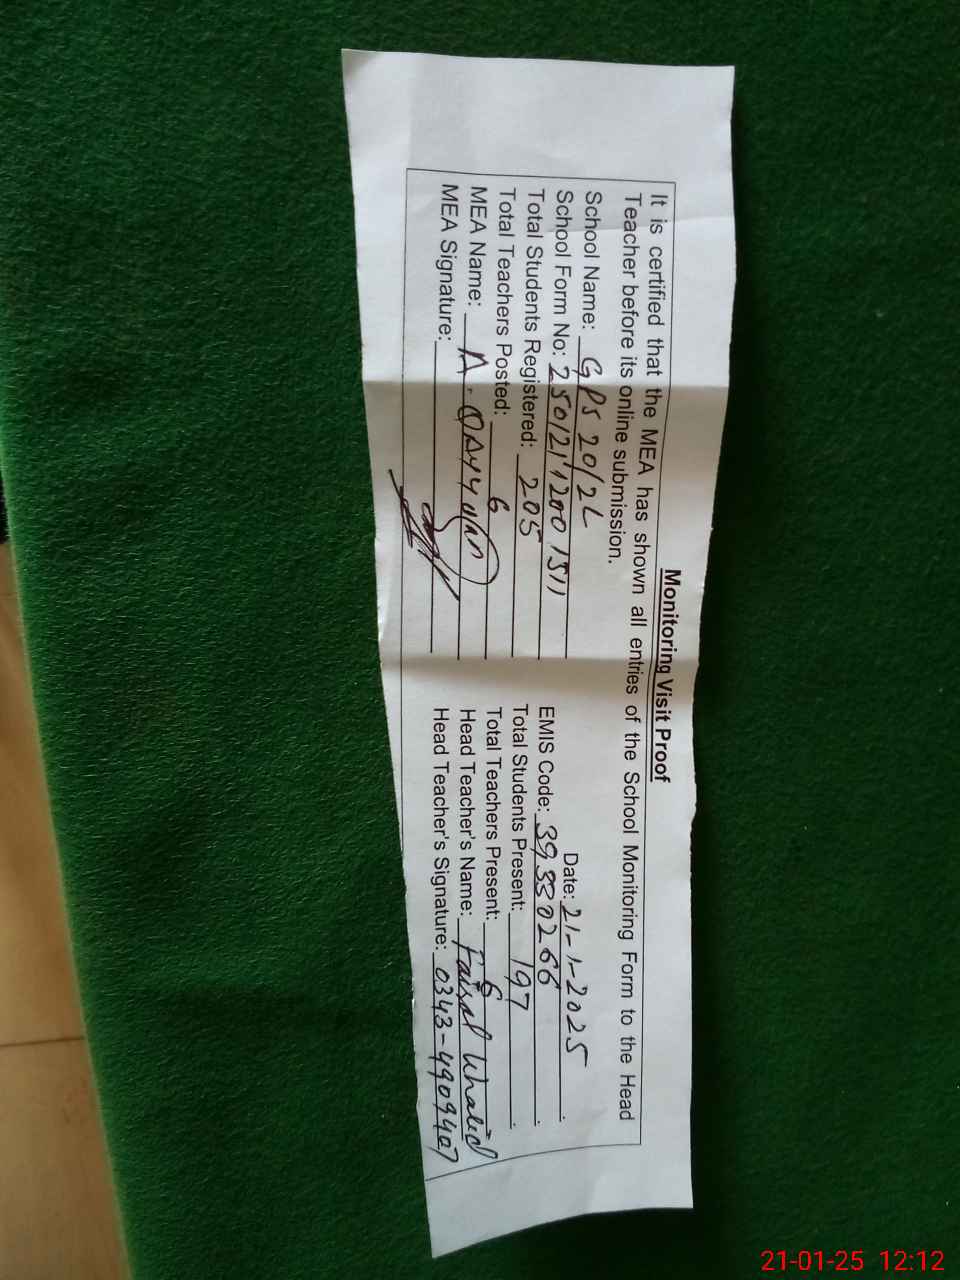 Monitoring Visit Proof
It is certified that the MEA has shown all entries of the School Monitoring Form to the Head
Teacher before its online submission.
School Name: GPS 20/2L Date: 21-1-2025
School Form No: 25012112001511 EMIS Code: 39330266
Total Students Registered: 205 Total Students Present: 197
Total Teachers Posted: 6 Total Teachers Present: 6
MEA Name: A. QAYYUM Head Teacher's Name: Faisal Khalid
MEA Signature: Head Teacher's Signature: 0343-4909407
21-01-25 12:12